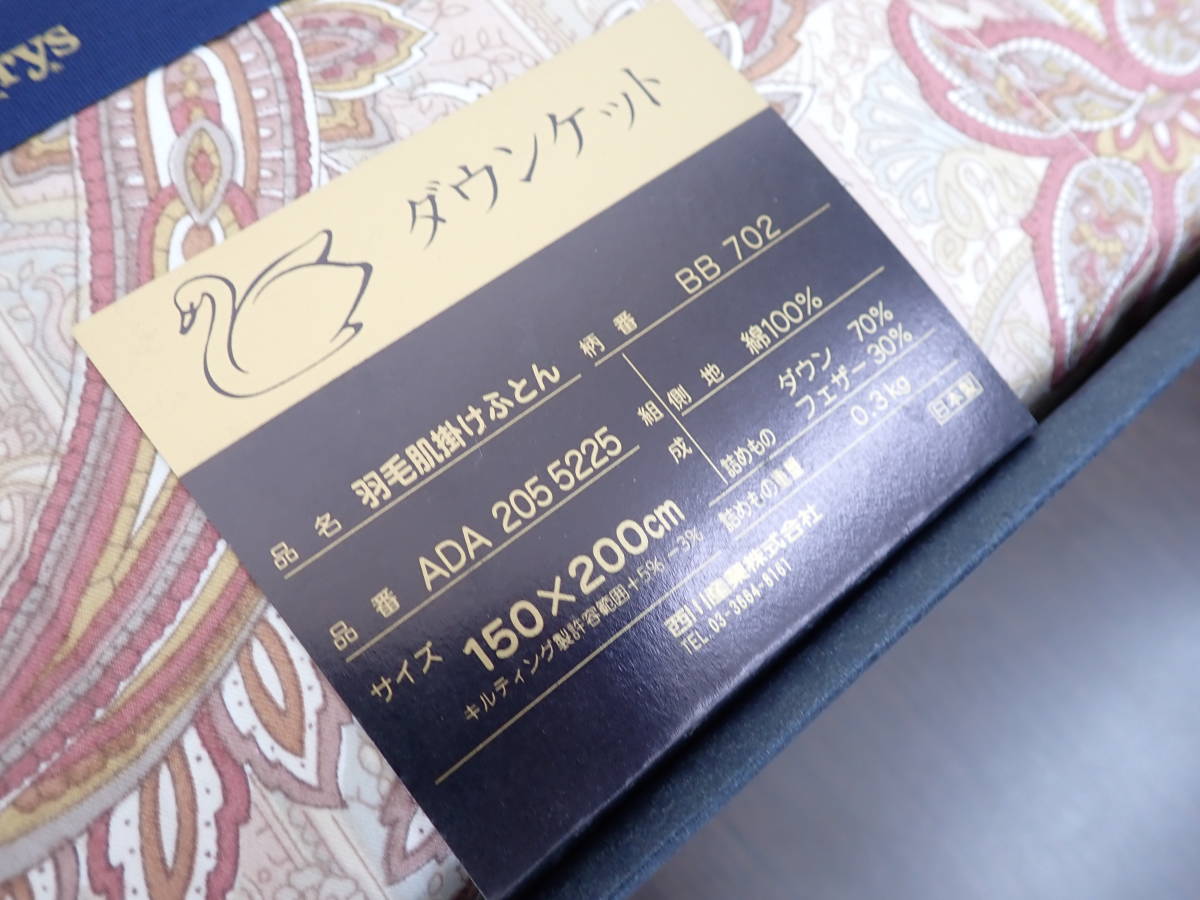 rys
ダウンケット
品名 羽毛肌掛けふとん
柄番 BB 702
品番 ADA 205 5225
組成
側地 綿100%
詰めもの ダウン 70%
フェザー 30%
サイズ 150×200cm
キルティング製許容範囲+5% −3%
詰めもの重量 0.3kg
日本製
西川産業株式会社
TEL.03-3664-8161